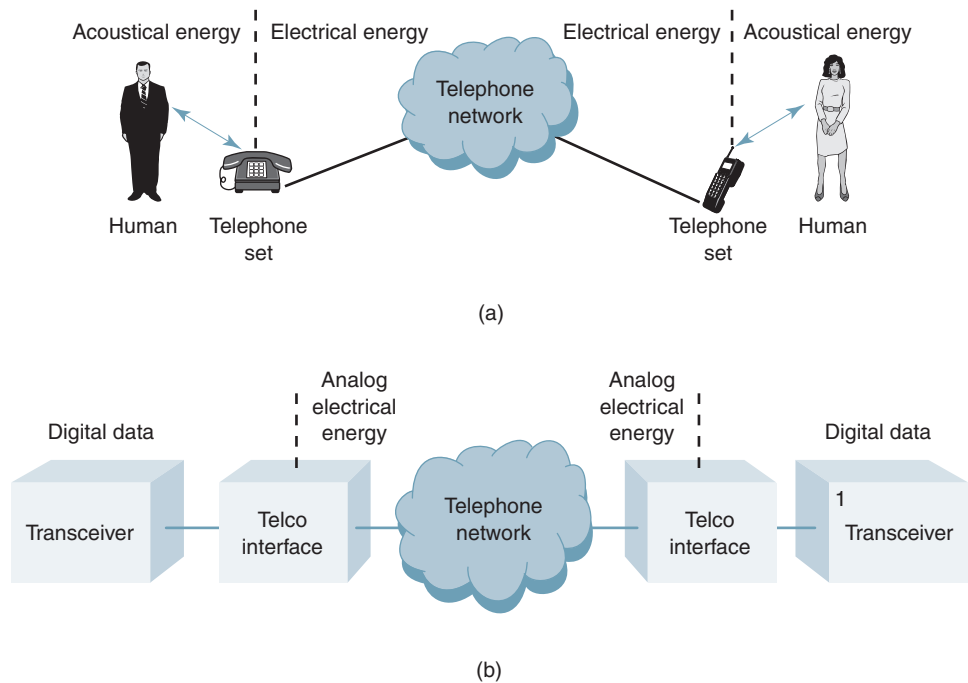 Acoustical energy
Electrical energy
Electrical energy
Acoustical energy
Telephone
network
Human
Telephone
set
Telephone
set
Human
(a)
Analog
electrical
energy
Analog
electrical
energy
Digital data
Digital data
Transceiver
Telco
interface
Telephone
network
Telco
interface
1
Transceiver
(b)